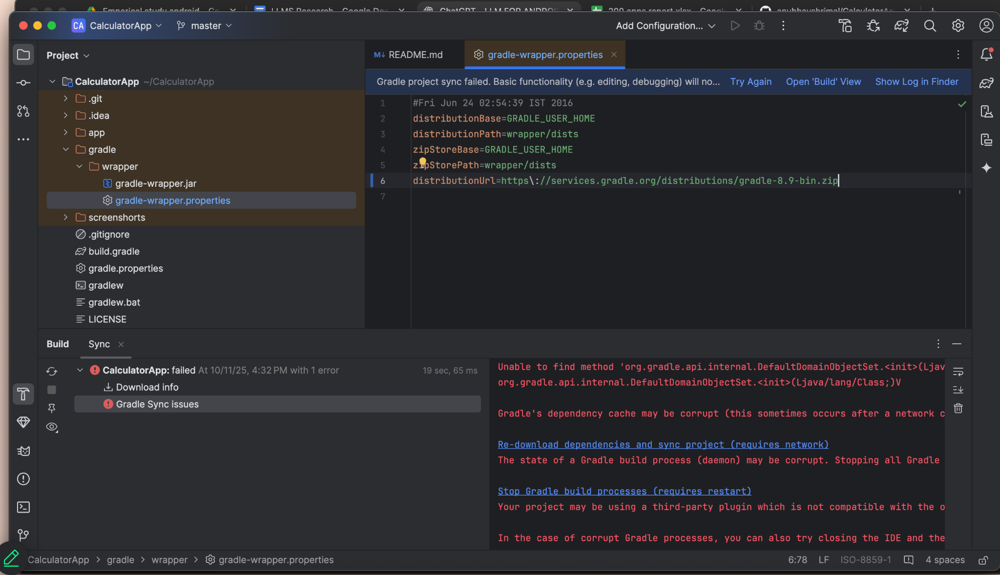 CA CalculatorApp master Add Configuration...
Project
CalculatorApp ~/CalculatorApp
.git
.idea
app
gradle
wrapper
gradle-wrapper.jar
gradle-wrapper.properties
screenshorts
.gitignore
build.gradle
gradle.properties
gradlew
gradlew.bat
LICENSE
README.md gradle-wrapper.properties
Gradle project sync failed. Basic functionality (e.g. editing, debugging) will no... Try Again Open 'Build' View Show Log in Finder
1 #Fri Jun 24 02:54:39 IST 2016
2 distributionBase=GRADLE_USER_HOME
3 distributionPath=wrapper/dists
4 zipStoreBase=GRADLE_USER_HOME
5 zipStorePath=wrapper/dists
6 distributionUrl=https\://services.gradle.org/distributions/gradle-8.9-bin.zip
7
Build Sync
CalculatorApp: failed At 10/11/25, 4:32 PM with 1 error 19 sec, 65 ms
Download info
Gradle Sync issues
Unable to find method 'org.gradle.api.internal.DefaultDomainObjectSet.<init>(Ljav
org.gradle.api.internal.DefaultDomainObjectSet.<init>(Ljava/lang/Class;)V
Gradle's dependency cache may be corrupt (this sometimes occurs after a network c
Re-download dependencies and sync project (requires network)
The state of a Gradle build process (daemon) may be corrupt. Stopping all Gradle
Stop Gradle build processes (requires restart)
Your project may be using a third-party plugin which is not compatible with the o
In the case of corrupt Gradle processes, you can also try closing the IDE and the
CalculatorApp > gradle > wrapper > gradle-wrapper.properties 6:78 LF ISO-8859-1 4 spaces